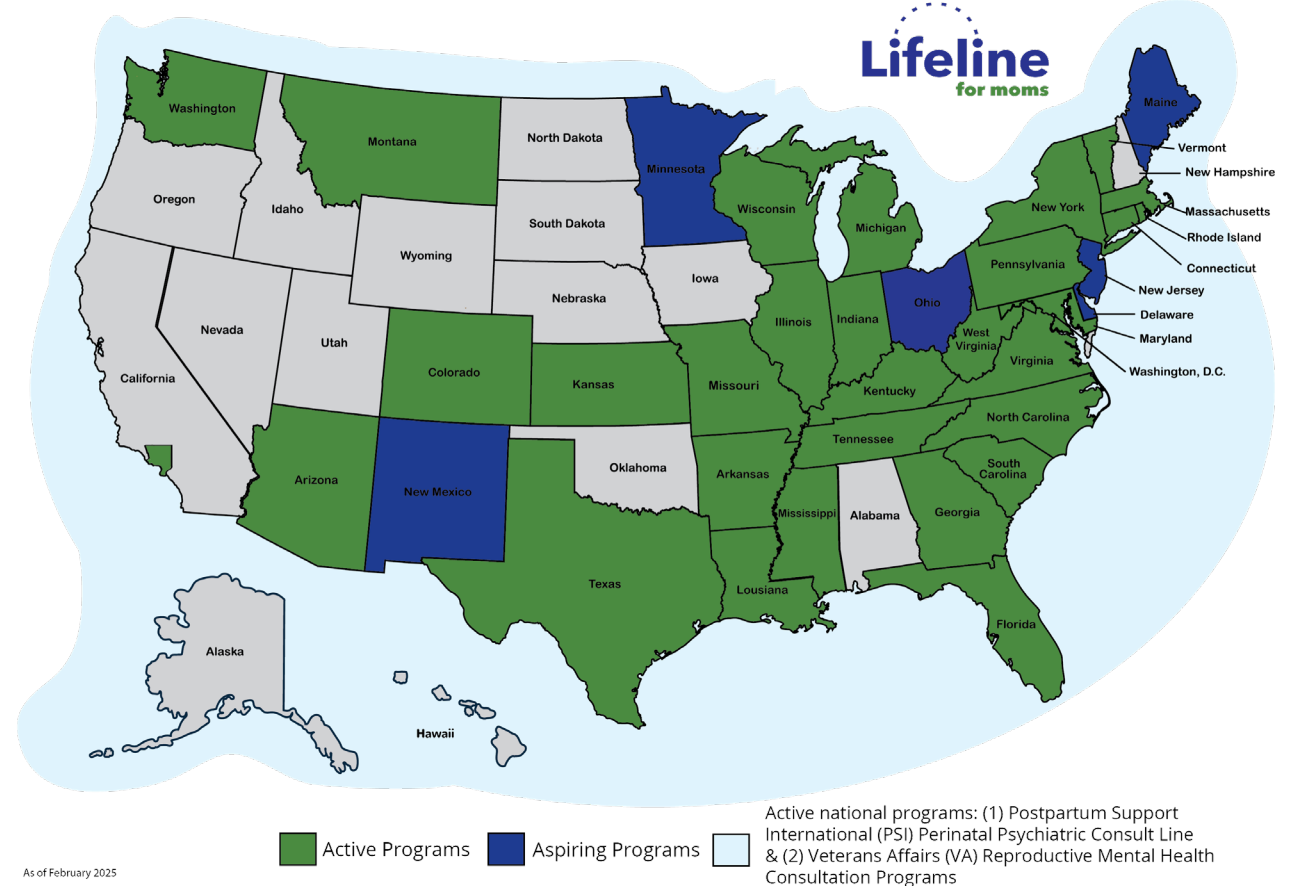 Lifeline
for moms
Washington
Montana
North Dakota
Minnesota
Maine
Vermont
New Hampshire
Oregon
Idaho
South Dakota
Wisconsin
Michigan
New York
Massachusetts
Rhode Island
Connecticut
Wyoming
Nebraska
Iowa
Pennsylvania
New Jersey
Delaware
Maryland
Washington, D.C.
Nevada
Utah
California
Colorado
Kansas
Missouri
Illinois
Indiana
Ohio
West
Virginia
Virginia
Kentucky
North Carolina
Tennessee
South
Carolina
Arizona
New Mexico
Oklahoma
Arkansas
Mississippi
Alabama
Georgia
Texas
Lousiana
Florida
Alaska
Hawaii
Active Programs
Aspiring Programs
Active national programs: (1) Postpartum Support
International (PSI) Perinatal Psychiatric Consult Line
& (2) Veterans Affairs (VA) Reproductive Mental Health
Consultation Programs
As of February 2025